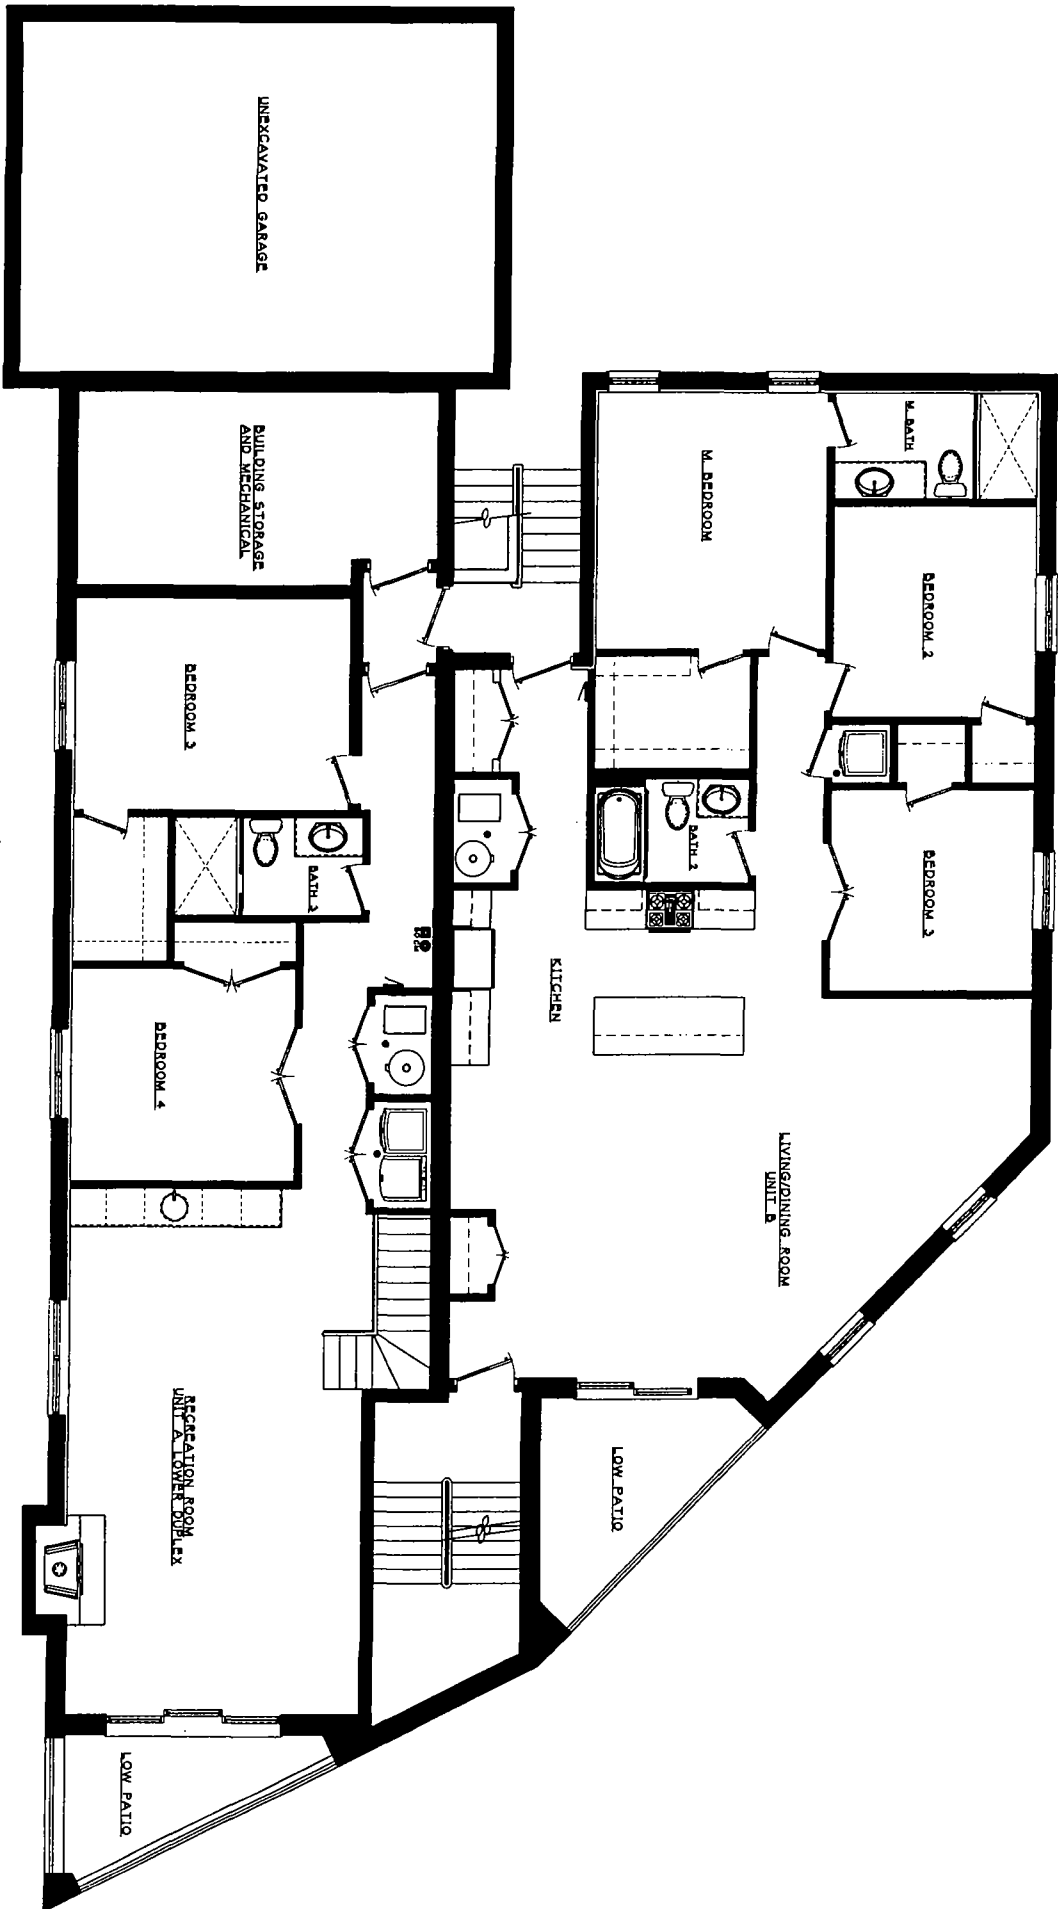 UNEXCAVATED GARAGE
BUILDING STORAGE
AND MECHANICAL
M. BEDROOM
M. BATH
BEDROOM 2
BEDROOM 3
BATH 2
BEDROOM 3
BATH 3
KITCHEN
BEDROOM 4
LIVING/DINING ROOM
UNIT B
RECREATION ROOM
UNIT A, LOWER DUPLEX
LOW PATIO
LOW PATIO